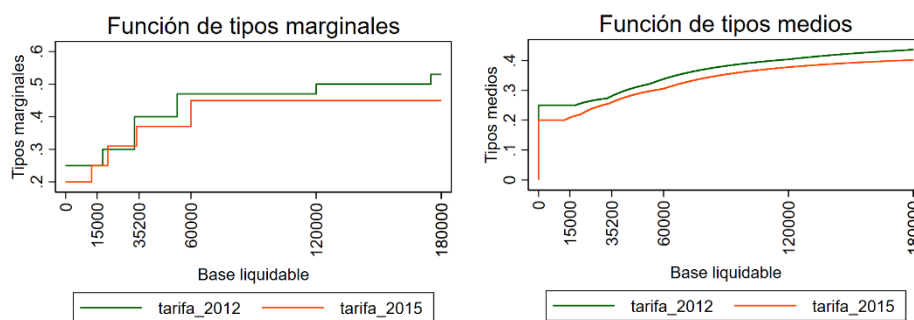 Función de tipos marginales
Tipos marginales
.6
.5
.4
.3
.2
0
15000
35200
60000
120000
180000
Base liquidable
tarifa_2012 tarifa_2015
Función de tipos medios
Tipos medios
.4
.3
.2
.1
0
0
15000
35200
60000
120000
180000
Base liquidable
tarifa_2012 tarifa_2015